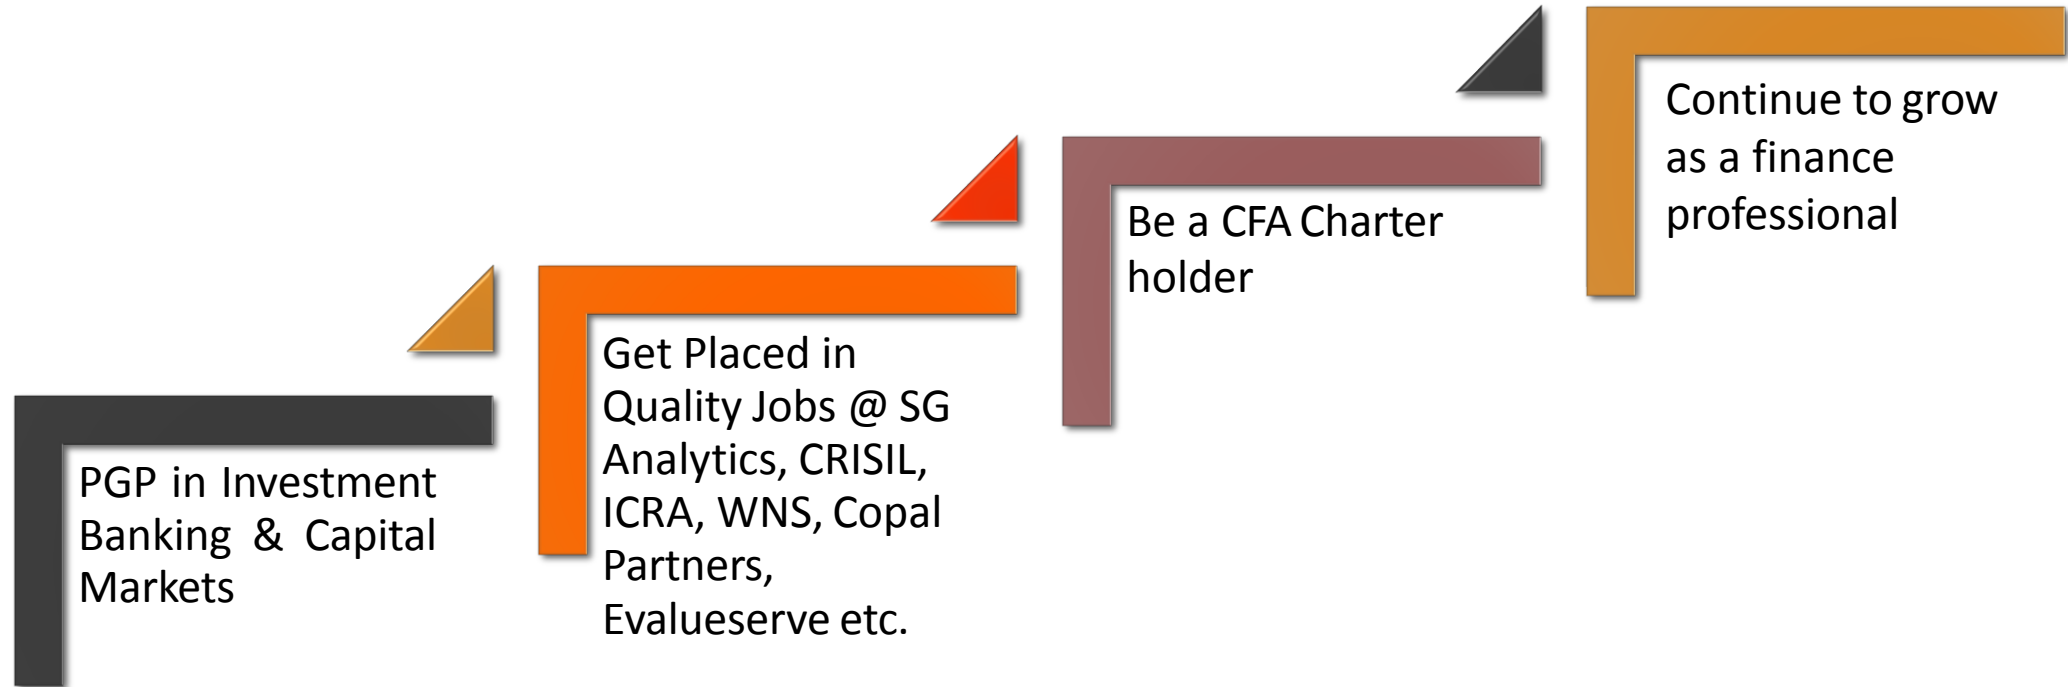 PGP in Investment
Banking & Capital
Markets
Get Placed in
Quality Jobs @ SG
Analytics, CRISIL,
ICRA, WNS, Copal
Partners,
Evalueserve etc.
Be a CFA Charter
holder
Continue to grow
as a finance
professional